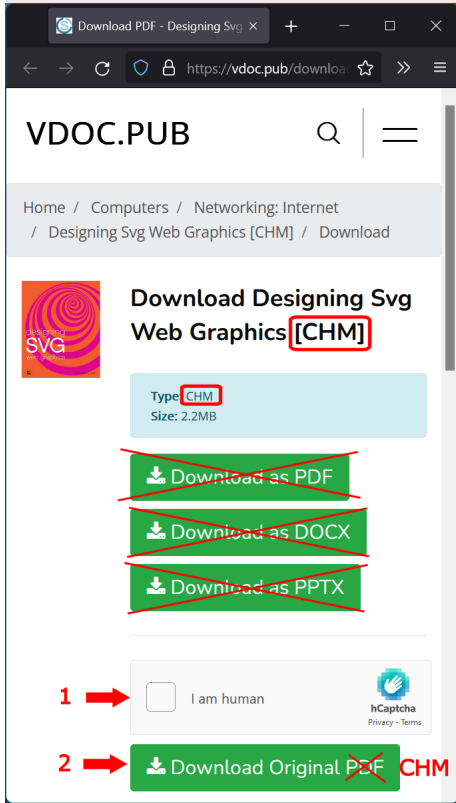 Download PDF - Designing Svg
https://vdoc.pub/downloa
VDOC.PUB
Home / Computers / Networking: Internet
/ Designing Svg Web Graphics [CHM] / Download
designing
SVG
web graphics
Download Designing Svg
Web Graphics [CHM]
Type: CHM
Size: 2.2MB
Download as PDF
Download as DOCX
Download as PPTX
1
I am human
hCaptcha
Privacy - Terms
2
Download Original PDF CHM